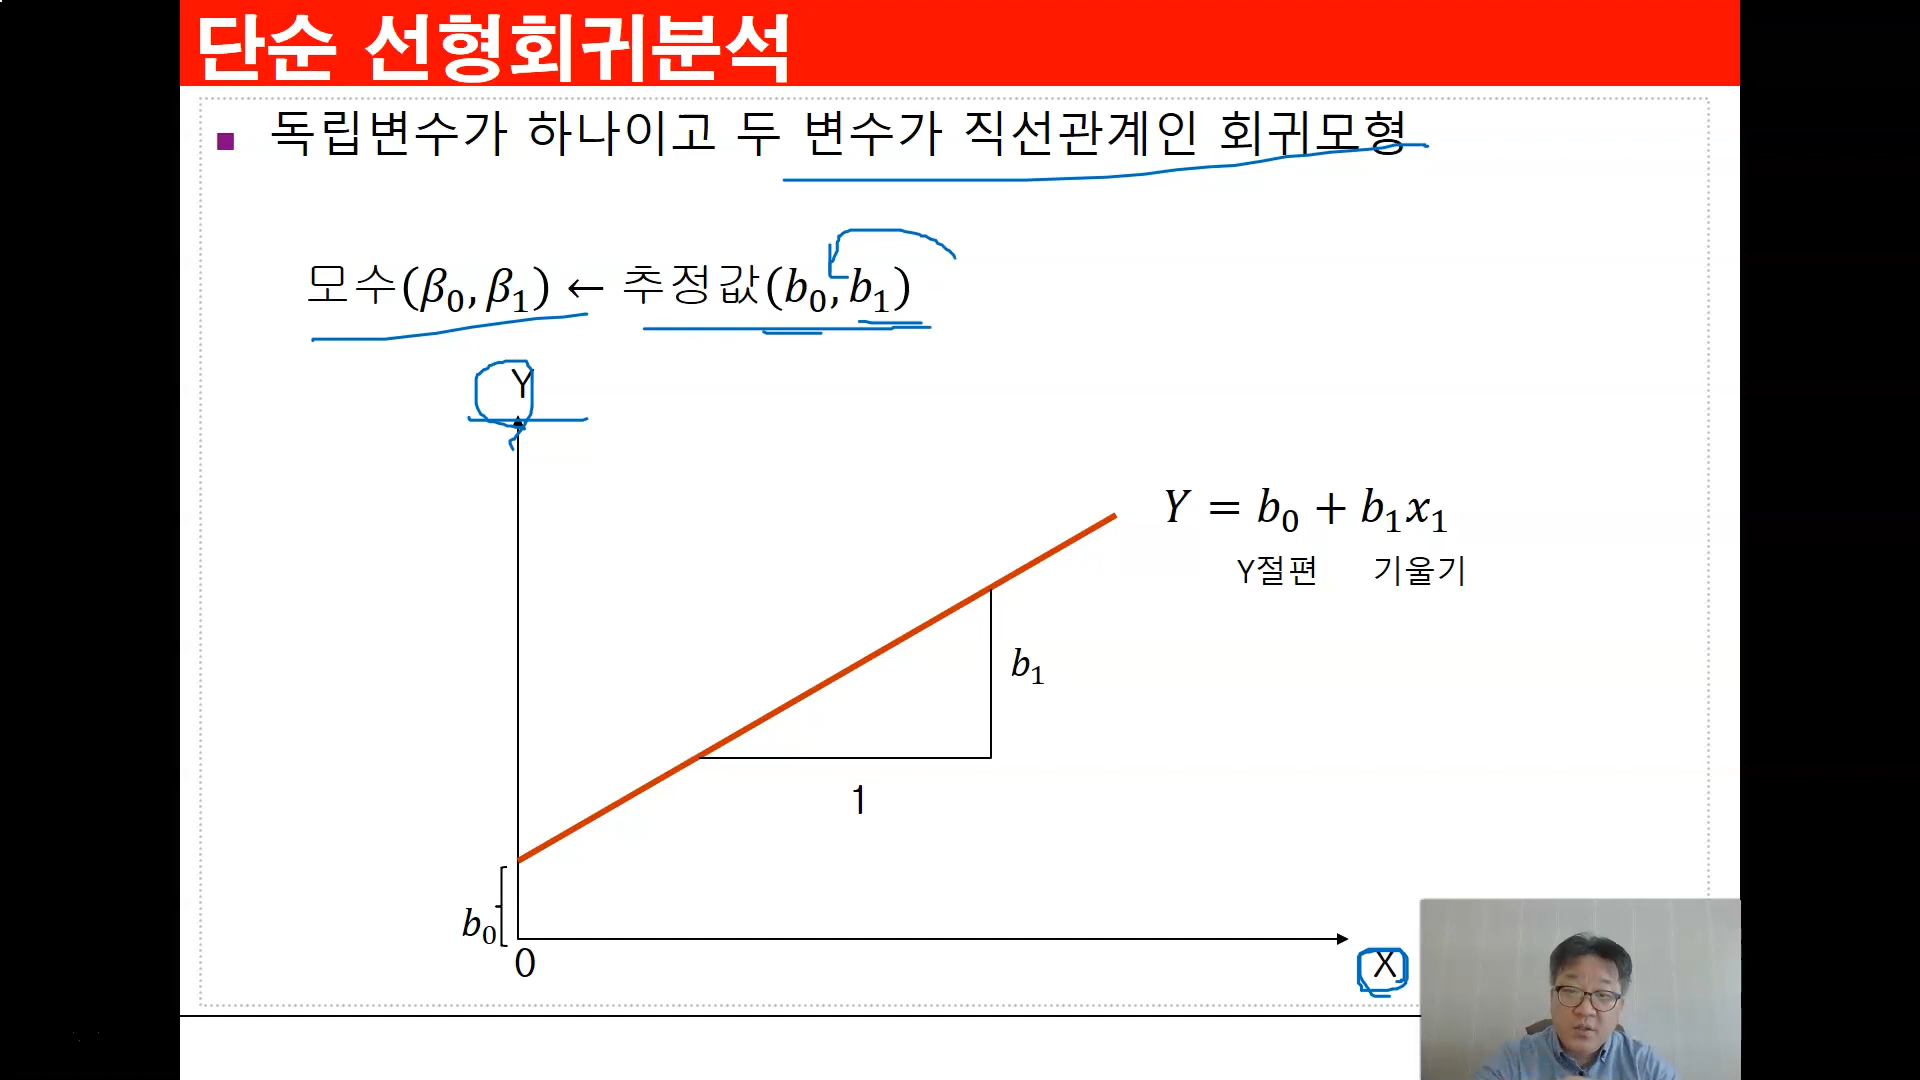 단순 선형회귀분석
■ 독립변수가 하나이고 두 변수가 직선관계인 회귀모형
모수(β₀,β₁) ← 추정값(b₀,b₁)
Y
Y = b₀ + b₁x₁
Y절편 기울기
b₁
1
b₀
0
X